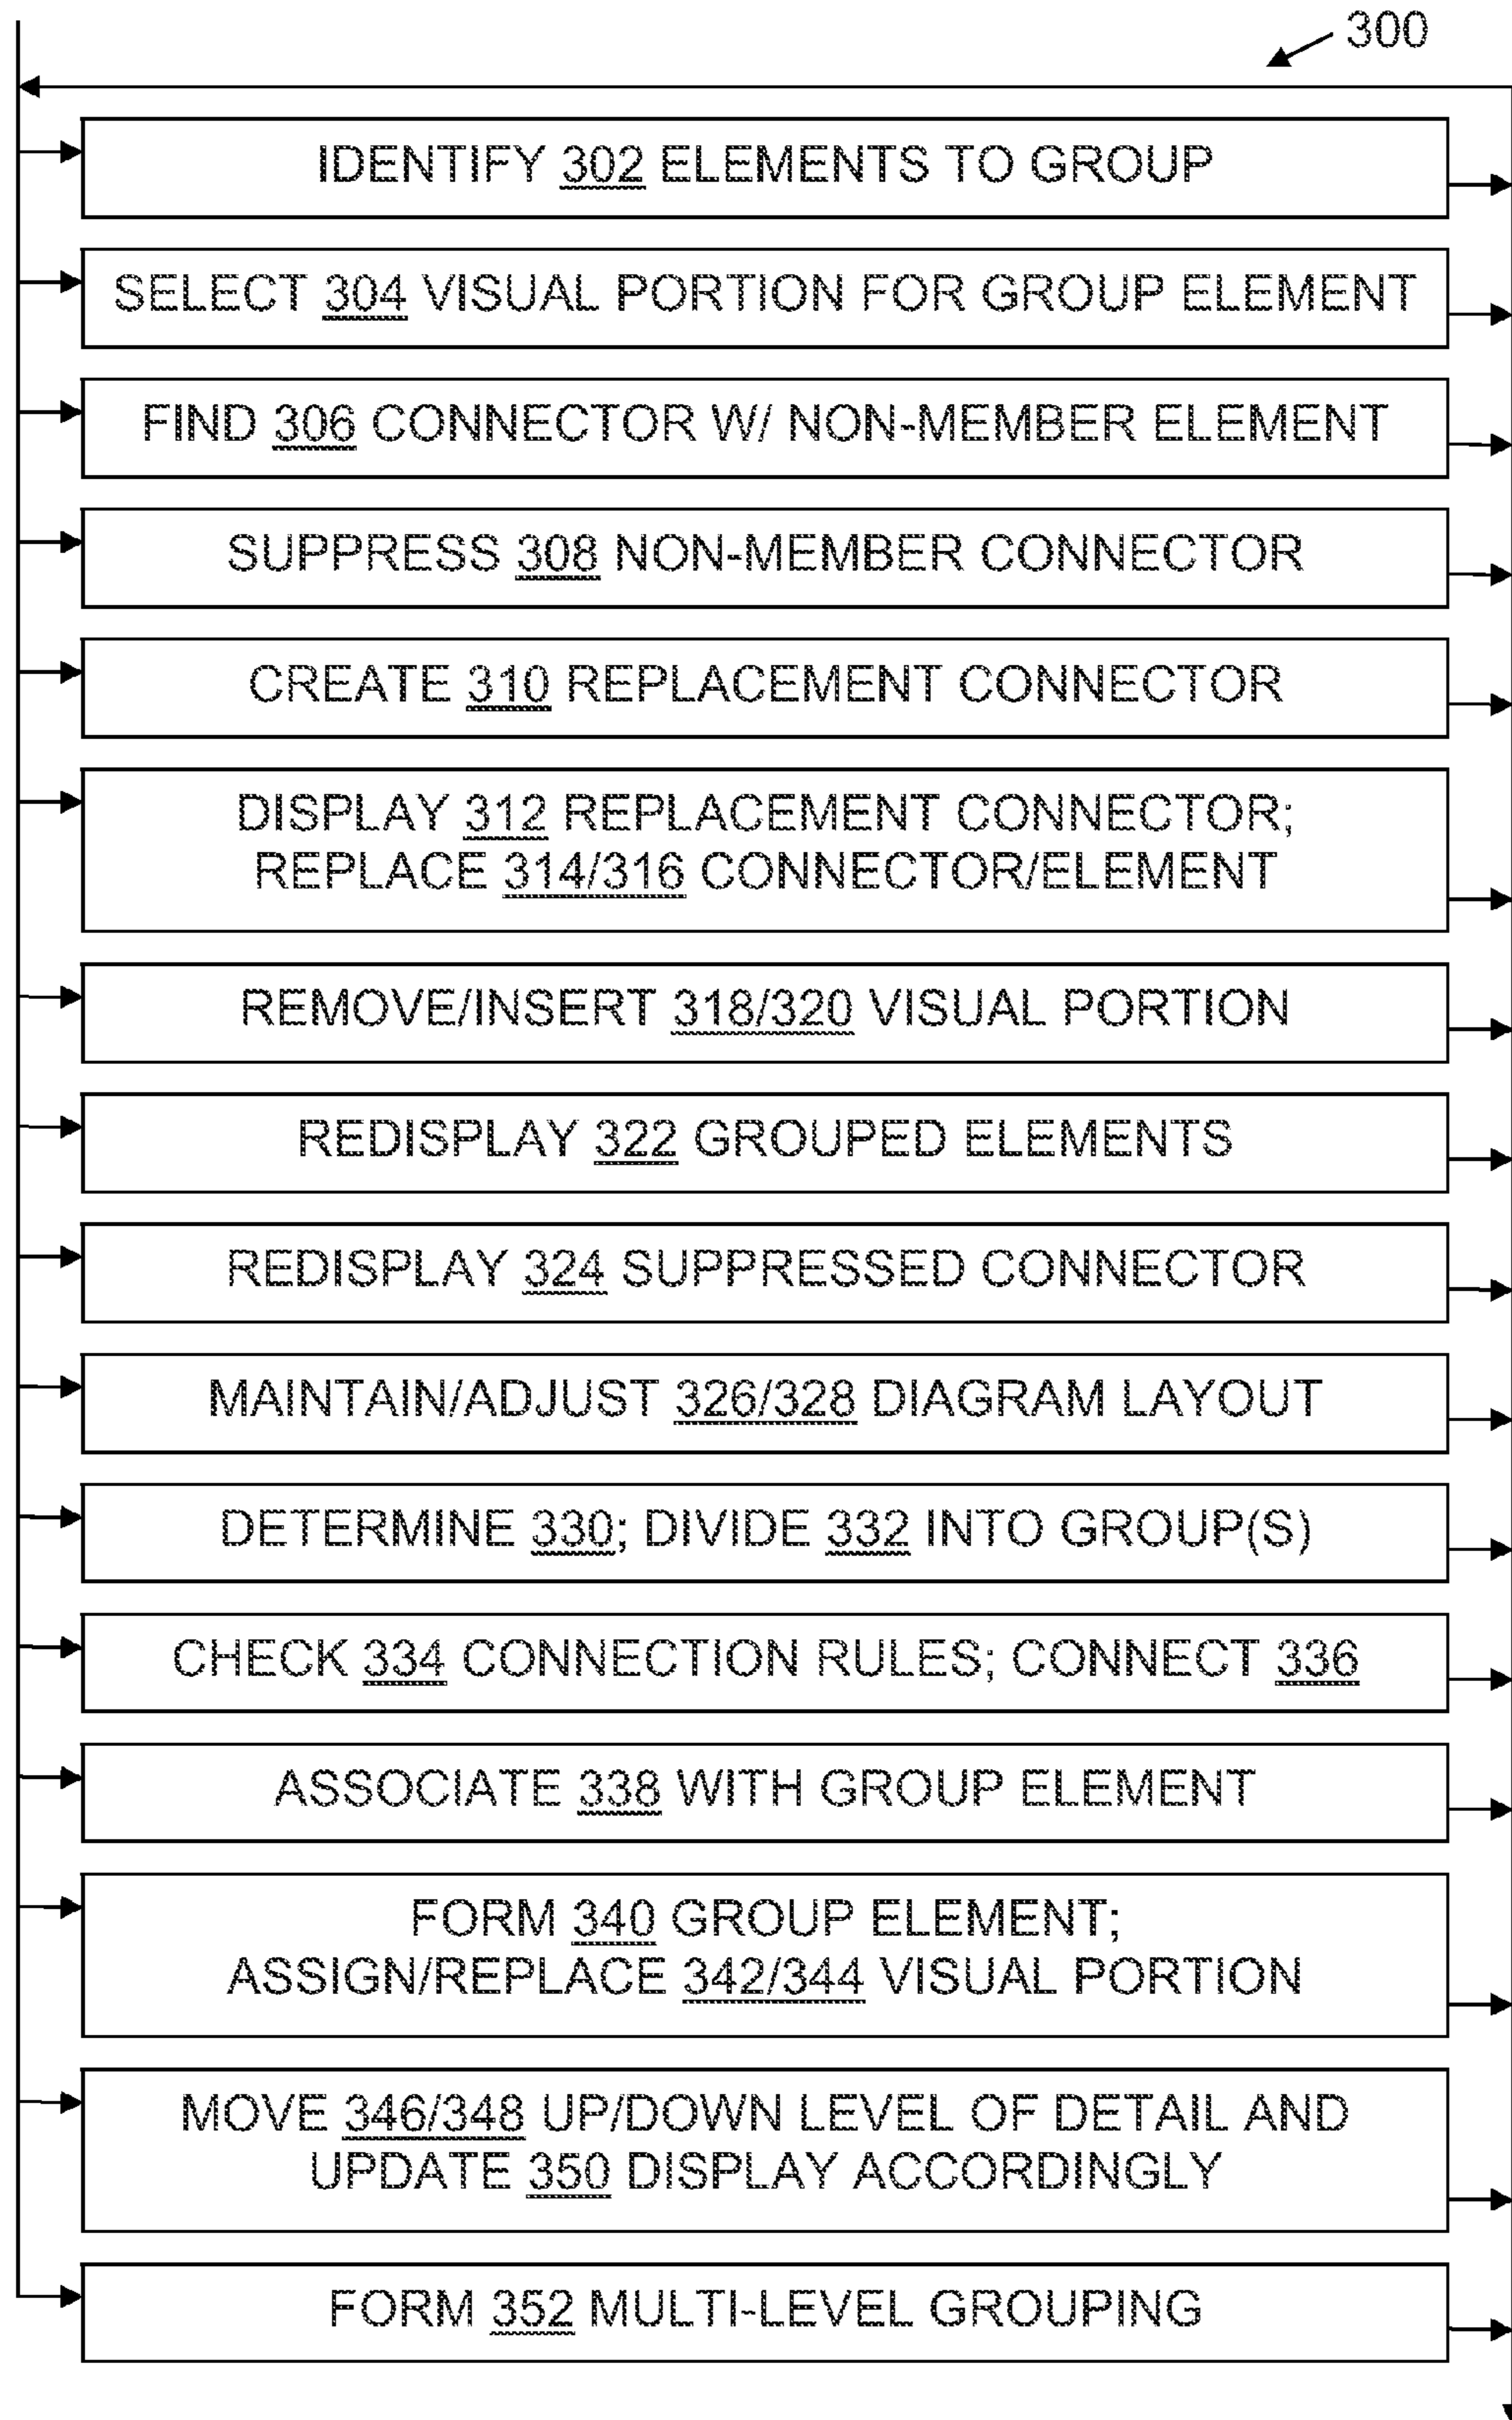 300
IDENTIFY 302 ELEMENTS TO GROUP
SELECT 304 VISUAL PORTION FOR GROUP ELEMENT
FIND 306 CONNECTOR W/ NON-MEMBER ELEMENT
SUPPRESS 308 NON-MEMBER CONNECTOR
CREATE 310 REPLACEMENT CONNECTOR
DISPLAY 312 REPLACEMENT CONNECTOR;
REPLACE 314/316 CONNECTOR/ELEMENT
REMOVE/INSERT 318/320 VISUAL PORTION
REDISPLAY 322 GROUPED ELEMENTS
REDISPLAY 324 SUPPRESSED CONNECTOR
MAINTAIN/ADJUST 326/328 DIAGRAM LAYOUT
DETERMINE 330; DIVIDE 332 INTO GROUP(S)
CHECK 334 CONNECTION RULES; CONNECT 336
ASSOCIATE 338 WITH GROUP ELEMENT
FORM 340 GROUP ELEMENT;
ASSIGN/REPLACE 342/344 VISUAL PORTION
MOVE 346/348 UP/DOWN LEVEL OF DETAIL AND
UPDATE 350 DISPLAY ACCORDINGLY
FORM 352 MULTI-LEVEL GROUPING